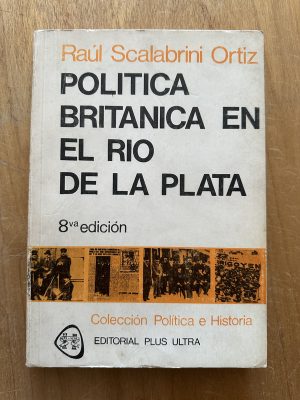 Raúl Scalabrini Ortiz
POLITICA
BRITANICA EN
EL RIO
DE LA PLATA
8va edición
Colección Política e Historia
EDITORIAL PLUS ULTRA